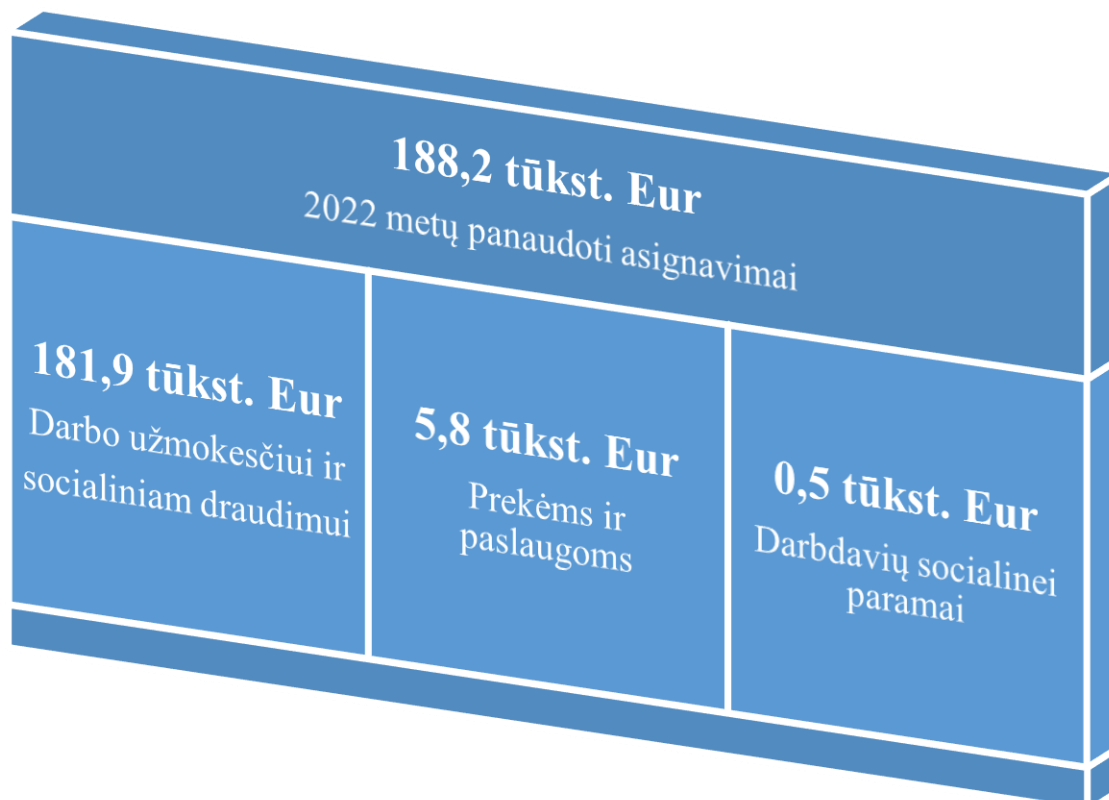 188,2 tūkst. Eur
2022 metų panaudoti asignavimai
181,9 tūkst. Eur
Darbo užmokesčiui ir
socialiniam draudimui
5,8 tūkst. Eur
Prekėms ir
paslaugoms
0,5 tūkst. Eur
Darbdavių socialinei
paramai